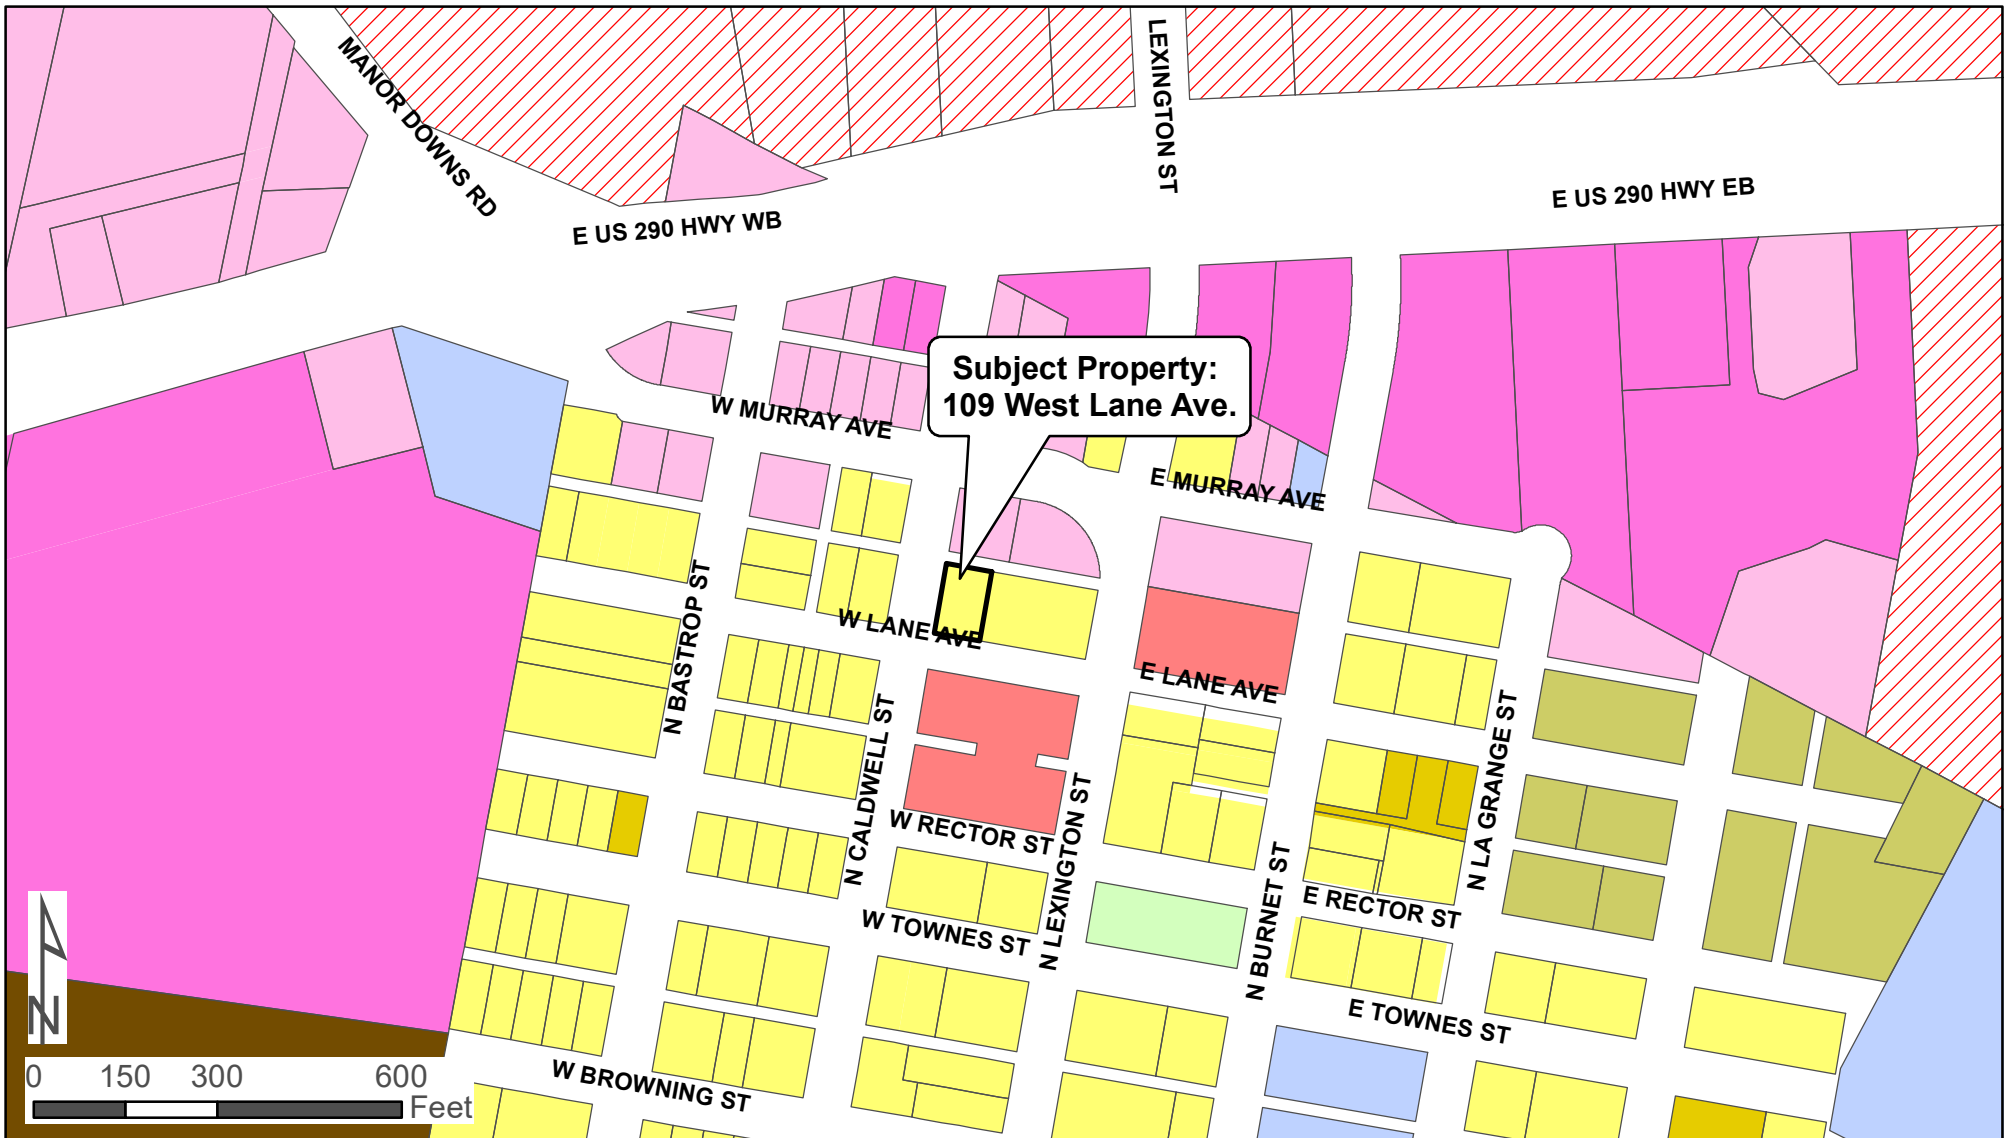 MANOR DOWNS RD
LEXINGTON ST
E US 290 HWY WB
E US 290 HWY EB
Subject Property:
109 West Lane Ave.
W MURRAY AVE
E MURRAY AVE
N BASTROP ST
W LANE AVE
E LANE AVE
N CALDWELL ST
N LA GRANGE ST
W RECTOR ST
N LEXINGTON ST
N BURNET ST
E RECTOR ST
W TOWNES ST
E TOWNES ST
W BROWNING ST
N
0 150 300 600
Feet